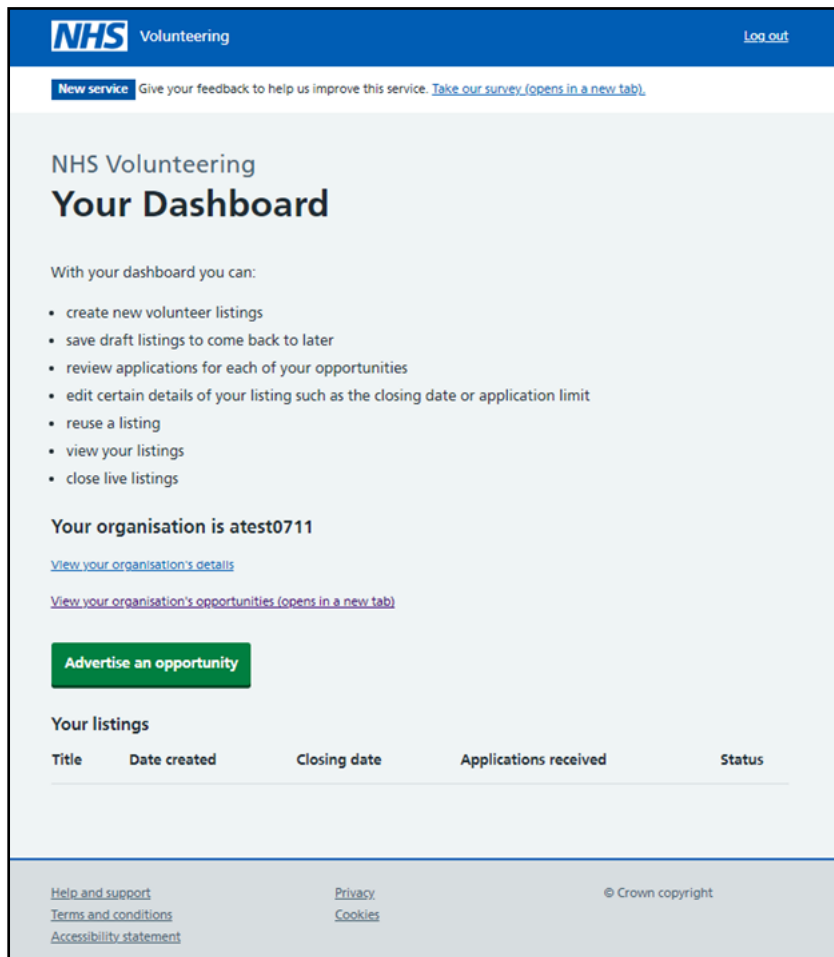 NHS Volunteering Log out
New service Give your feedback to help us improve this service. Take our survey (opens in a new tab).
NHS Volunteering
Your Dashboard
With your dashboard you can:
• create new volunteer listings
• save draft listings to come back to later
• review applications for each of your opportunities
• edit certain details of your listing such as the closing date or application limit
• reuse a listing
• view your listings
• close live listings
Your organisation is atest0711
View your organisation's details
View your organisation's opportunities (opens in a new tab)
Advertise an opportunity
Your listings
Title Date created Closing date Applications received Status
Help and support Privacy © Crown copyright
Terms and conditions Cookies
Accessibility statement